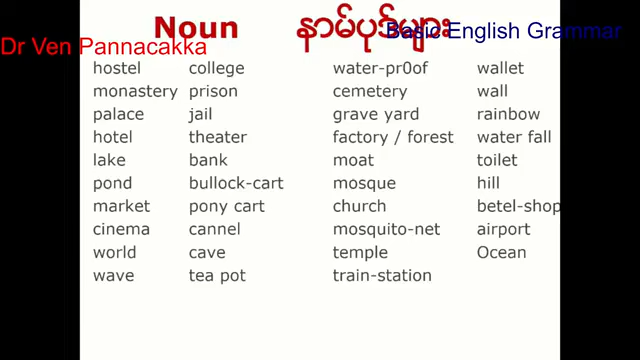 Noun နာမ်ပုဒ်များ
Basic English Grammar
Dr Ven Pannacakka
hostel college water-pr0of wallet
monastery prison cemetery wall
palace jail grave yard rainbow
hotel theater factory / forest water fall
lake bank moat toilet
pond bullock-cart mosque hill
market pony cart church betel-shop
cinema cannel mosquito-net airport
world cave temple Ocean
wave tea pot train-station